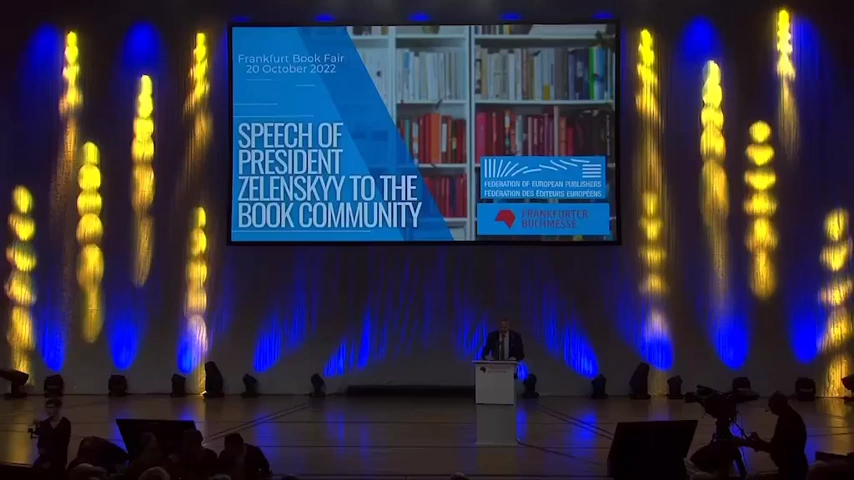 Frankfurt Book Fair
20 October 2022
SPEECH OF
PRESIDENT
ZELENSKYY TO THE
BOOK COMMUNITY
FEDERATION OF EUROPEAN PUBLISHERS
FÉDÉRATION DES ÉDITEURS EUROPÉENS
FRANKFURTER
BUCHMESSE